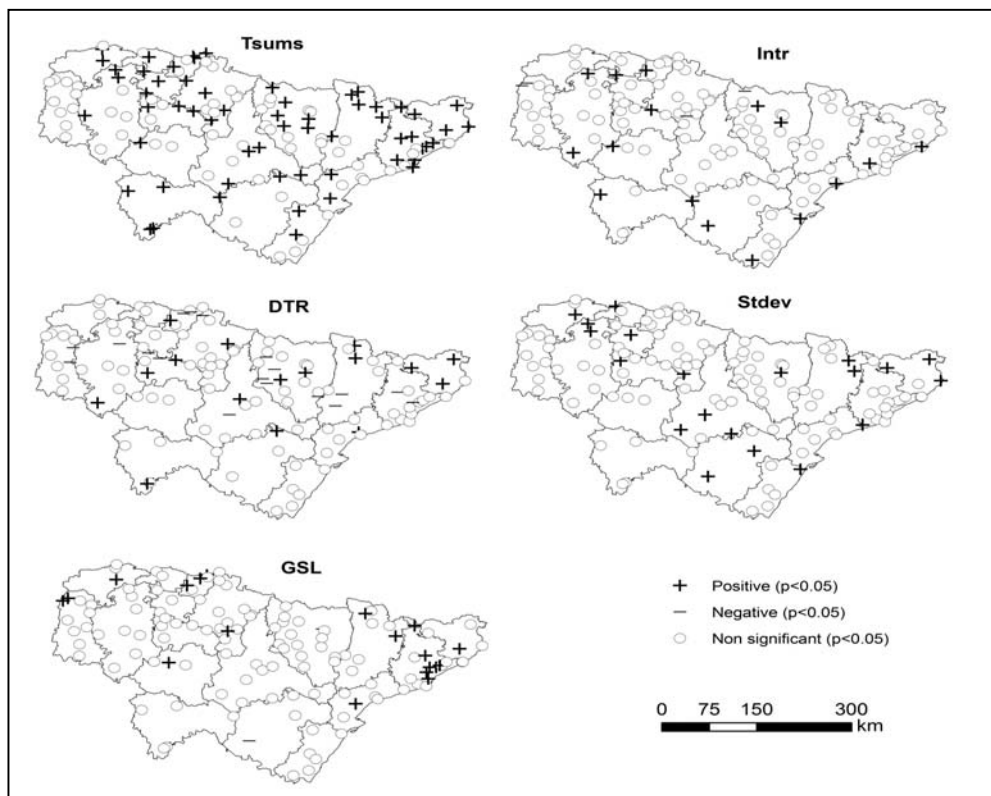 Tsums
Intr
DTR
Stdev
GSL
Positive (p<0.05)
Negative (p<0.05)
Non significant (p<0.05)
0 75 150 300
km